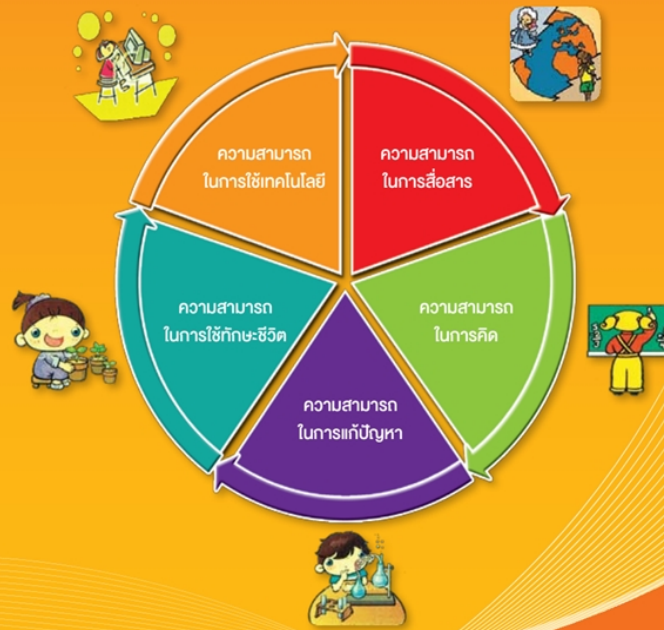 ความสามารถ
ในการสื่อสาร
ความสามารถ
ในการคิด
ความสามารถ
ในการแก้ปัญหา
ความสามารถ
ในการใช้ทักษะชีวิต
ความสามารถ
ในการใช้เทคโนโลยี